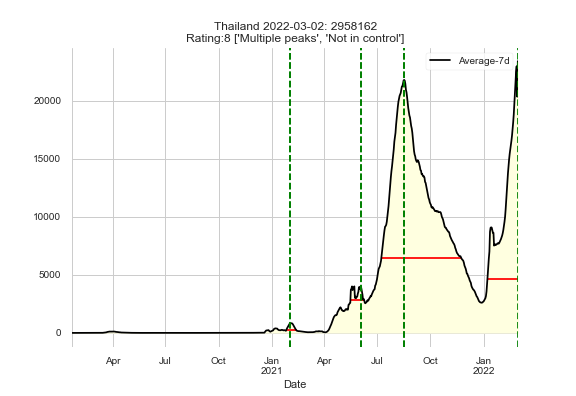 Thailand 2022-03-02: 2958162
Rating:8 ['Multiple peaks', 'Not in control']
Average-7d
20000
15000
10000
5000
0
Apr Jul Oct Jan Apr Jul Oct Jan
2021 2022
Date